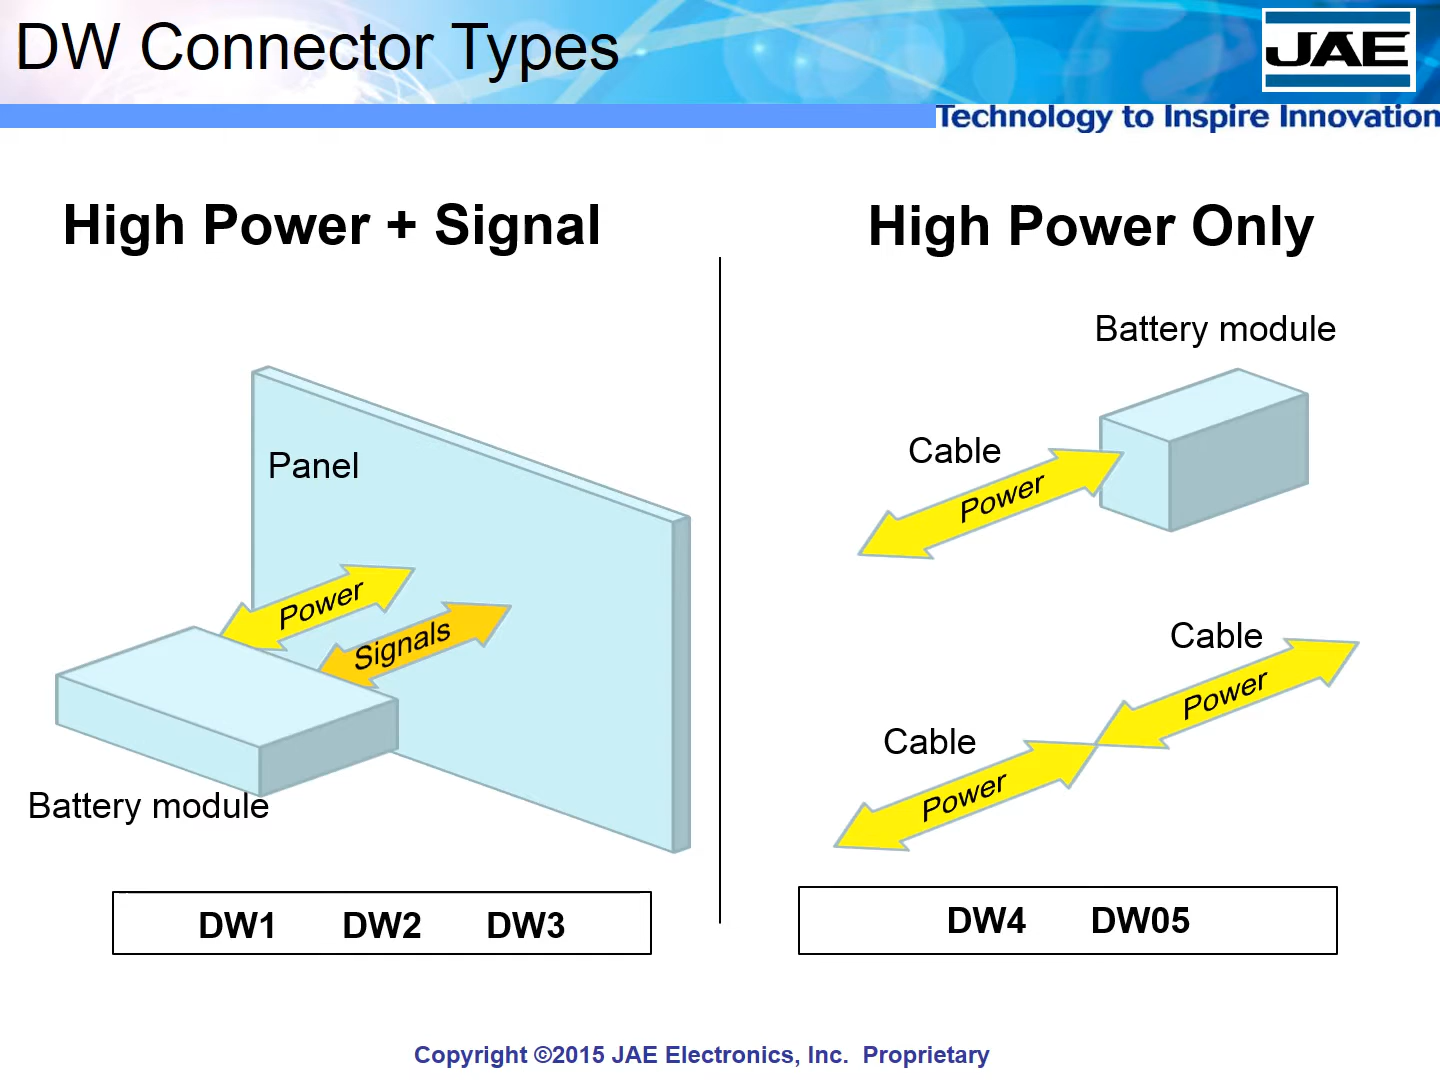 DW Connector Types
JAE
Technology to Inspire Innovation
High Power + Signal
Panel
Power
Signals
Battery module
DW1 DW2 DW3
High Power Only
Battery module
Cable
Power
Cable
Power
Cable
Power
DW4 DW05
Copyright ©2015 JAE Electronics, Inc. Proprietary